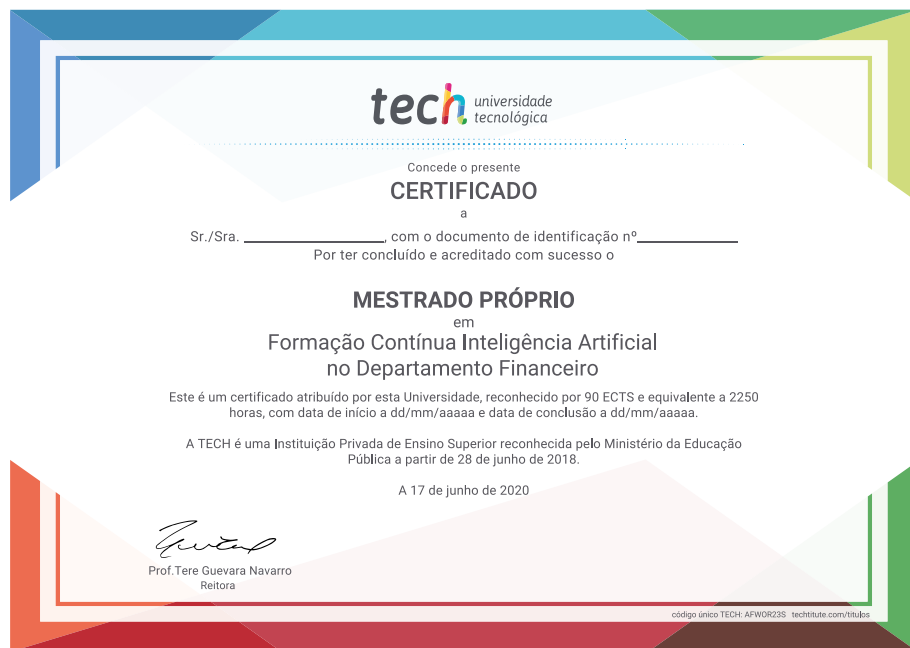 tech universidade
tecnológica
Concede o presente
CERTIFICADO
a
Sr./Sra. ________________, com o documento de identificação nº____________
Por ter concluído e acreditado com sucesso o
MESTRADO PRÓPRIO
em
Formação Contínua Inteligência Artificial
no Departamento Financeiro
Este é um certificado atribuído por esta Universidade, reconhecido por 90 ECTS e equivalente a 2250
horas, com data de início a dd/mm/aaaaa e data de conclusão a dd/mm/aaaaa.
A TECH é uma Instituição Privada de Ensino Superior reconhecida pelo Ministério da Educação
Pública a partir de 28 de junho de 2018.
A 17 de junho de 2020
Prof.Tere Guevara Navarro
Reitora
código único TECH: AFWOR23S techtitute.com/titulos